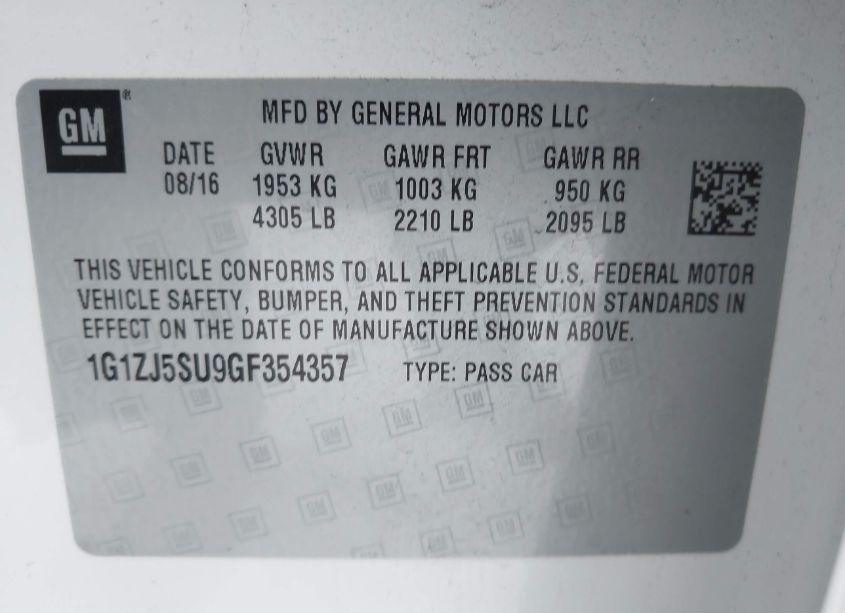 GM®
MFD BY GENERAL MOTORS LLC
DATE GVWR GAWR FRT GAWR RR
08/16 1953 KG 1003 KG 950 KG
4305 LB 2210 LB 2095 LB
THIS VEHICLE CONFORMS TO ALL APPLICABLE U.S. FEDERAL MOTOR
VEHICLE SAFETY, BUMPER, AND THEFT PREVENTION STANDARDS IN
EFFECT ON THE DATE OF MANUFACTURE SHOWN ABOVE.
1G1ZJ5SU9GF354357 TYPE: PASS CAR